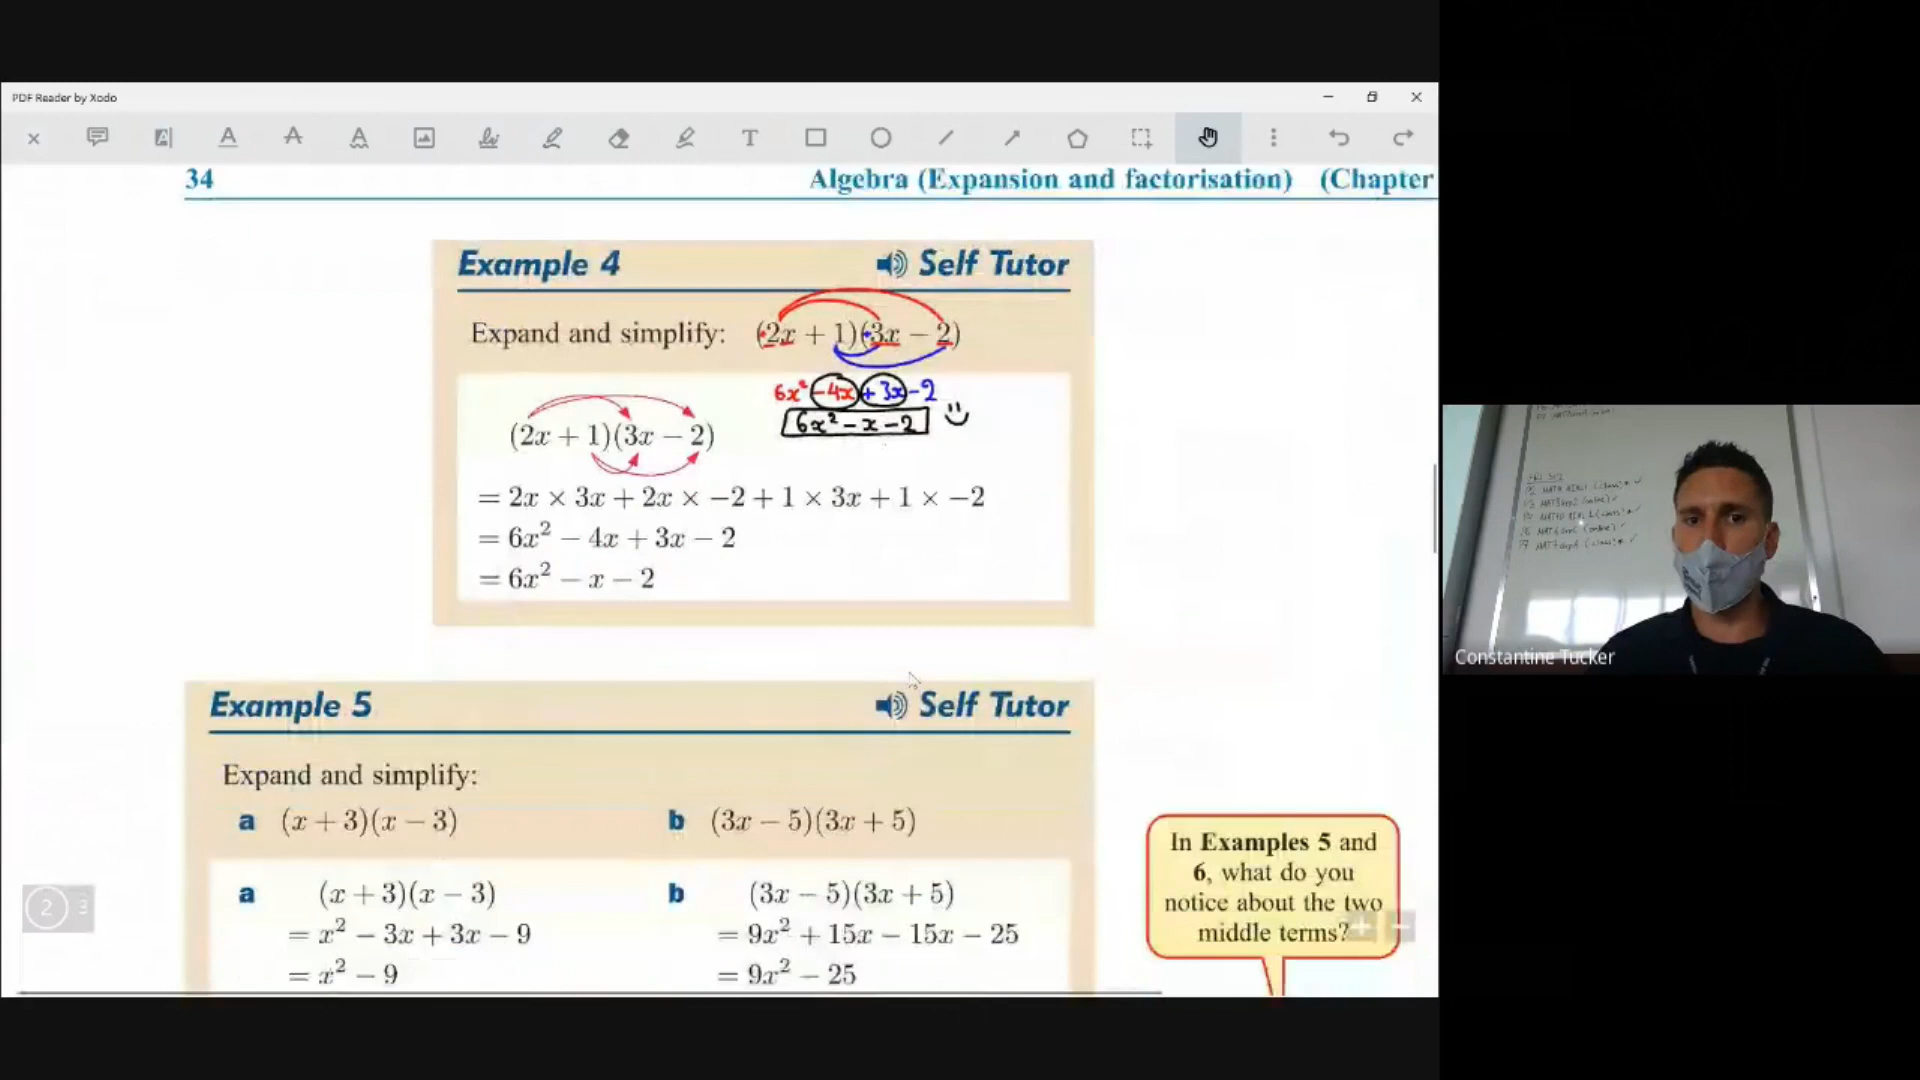 PDF Reader by Xodo
34 Algebra (Expansion and factorisation) (Chapter
Example 4 Self Tutor
Expand and simplify: (2x + 1)(3x − 2)
6x² −4x +3x −2
6x² − x − 2
(2x + 1)(3x − 2)
= 2x × 3x + 2x × −2 + 1 × 3x + 1 × −2
= 6x² − 4x + 3x − 2
= 6x² − x − 2
Example 5 Self Tutor
Expand and simplify:
a (x + 3)(x − 3) b (3x − 5)(3x + 5)
a (x + 3)(x − 3) b (3x − 5)(3x + 5)
= x² − 3x + 3x − 9 = 9x² + 15x − 15x − 25
= x² − 9 = 9x² − 25
In Examples 5 and
6, what do you
notice about the two
middle terms?
2 3
Constantine Tucker